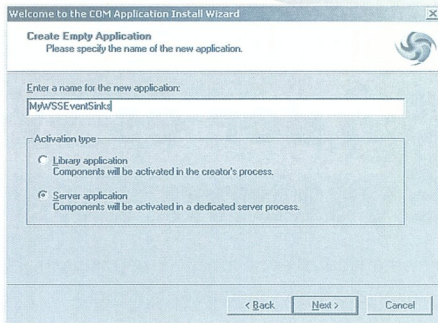 Welcome to the COM Application Install Wizard
Create Empty Application
Please specify the name of the new application.
Enter a name for the new application:
MyWSSEventSinks
Activation type
Library application
Components will be activated in the creator's process.
Server application
Components will be activated in a dedicated server process.
< Back
Next >
Cancel